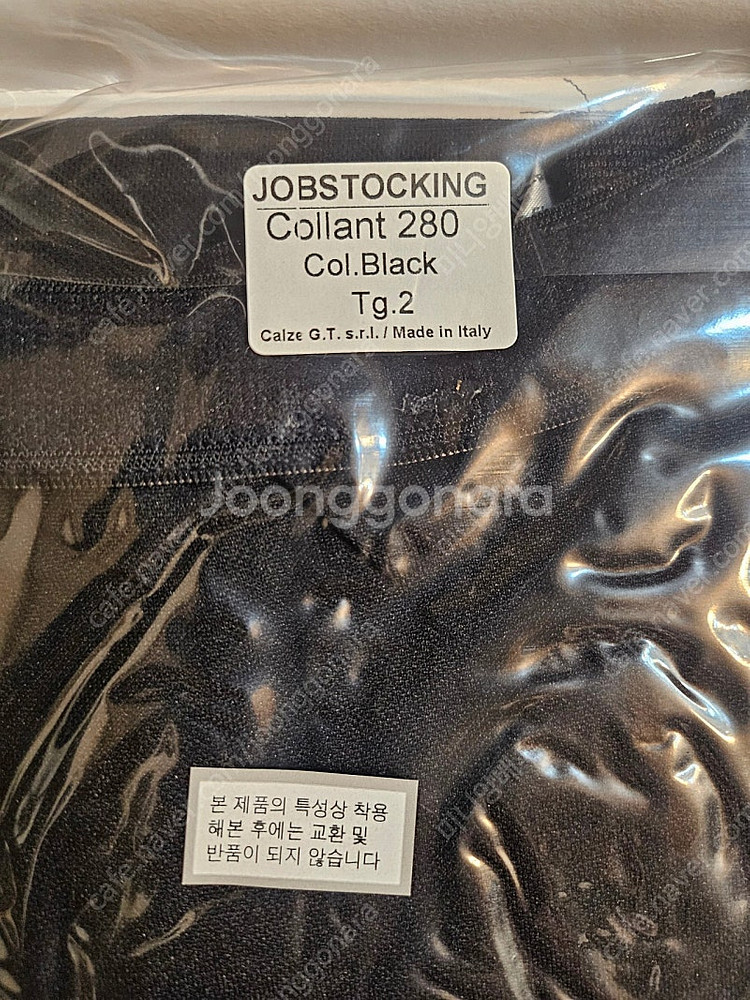 JOBSTOCKING
Collant 280
Col.Black
Tg.2
Calze G.T. s.r.l. / Made in Italy
Joonggonara
본 제품의 특성상 착용
해본 후에는 교환 및
반품이 되지 않습니다